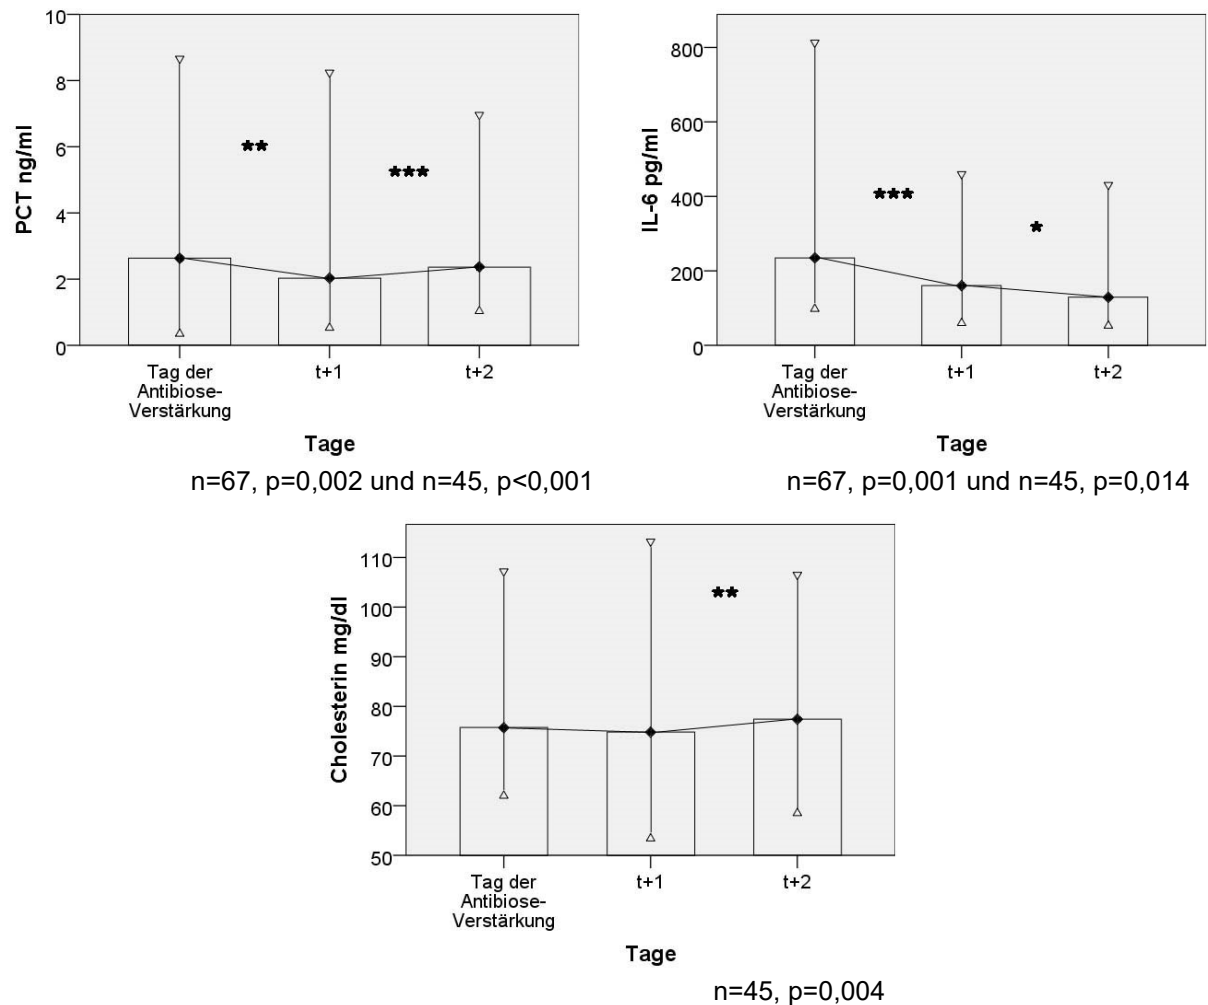 PCT ng/ml
10
8
6
4
2
0
**
***
Tag der
Antibiose-
Verstärkung
t+1
t+2
Tage
n=67, p=0,002 und n=45, p<0,001
IL-6 pg/ml
800
600
400
200
0
***
*
Tag der
Antibiose-
Verstärkung
t+1
t+2
Tage
n=67, p=0,001 und n=45, p=0,014
Cholesterin mg/dl
110
100
90
80
70
60
50
**
Tag der
Antibiose-
Verstärkung
t+1
t+2
Tage
n=45, p=0,004